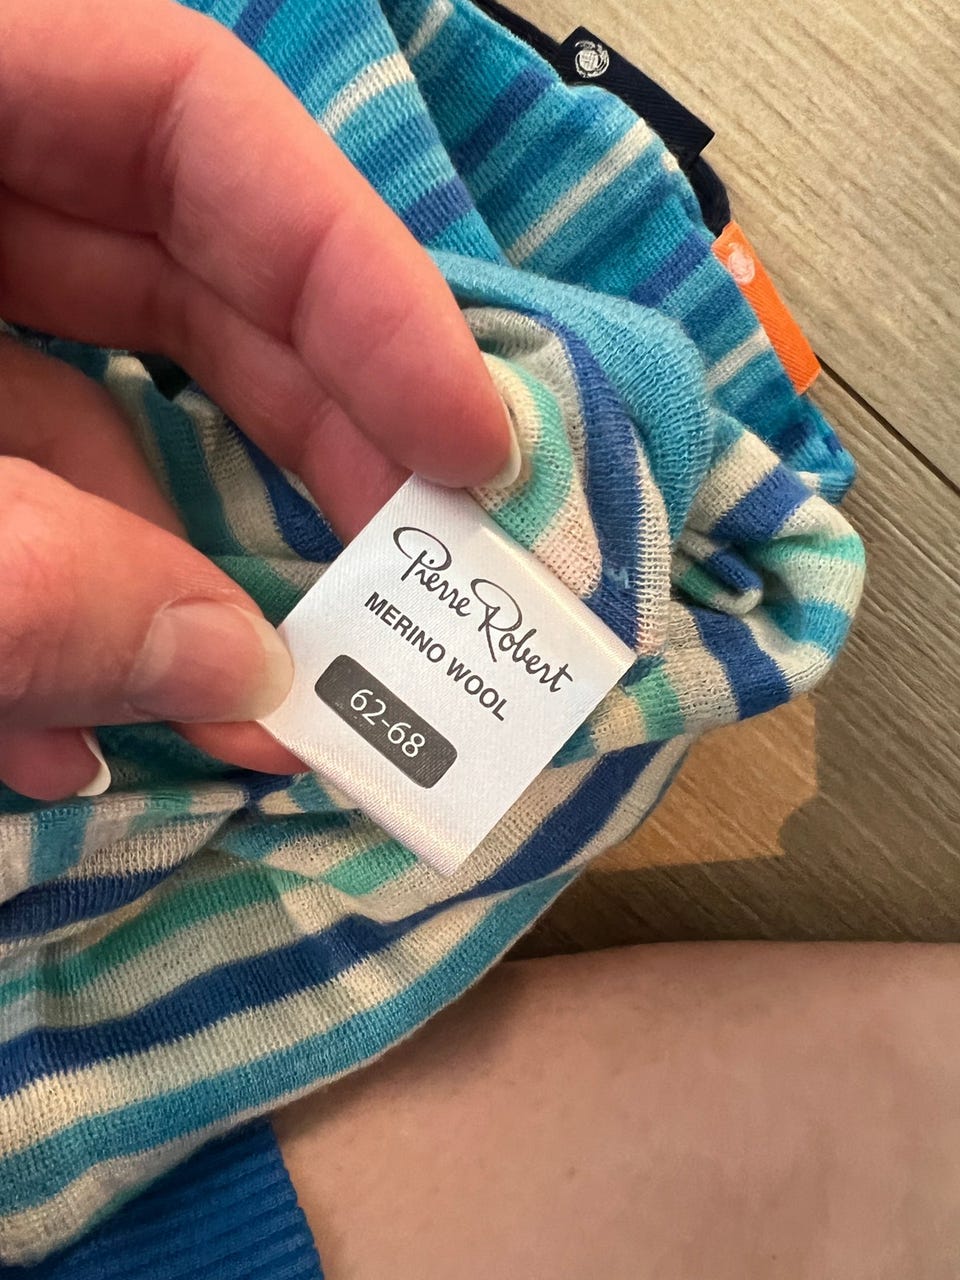 Pierre Robert
MERINO WOOL
62-68